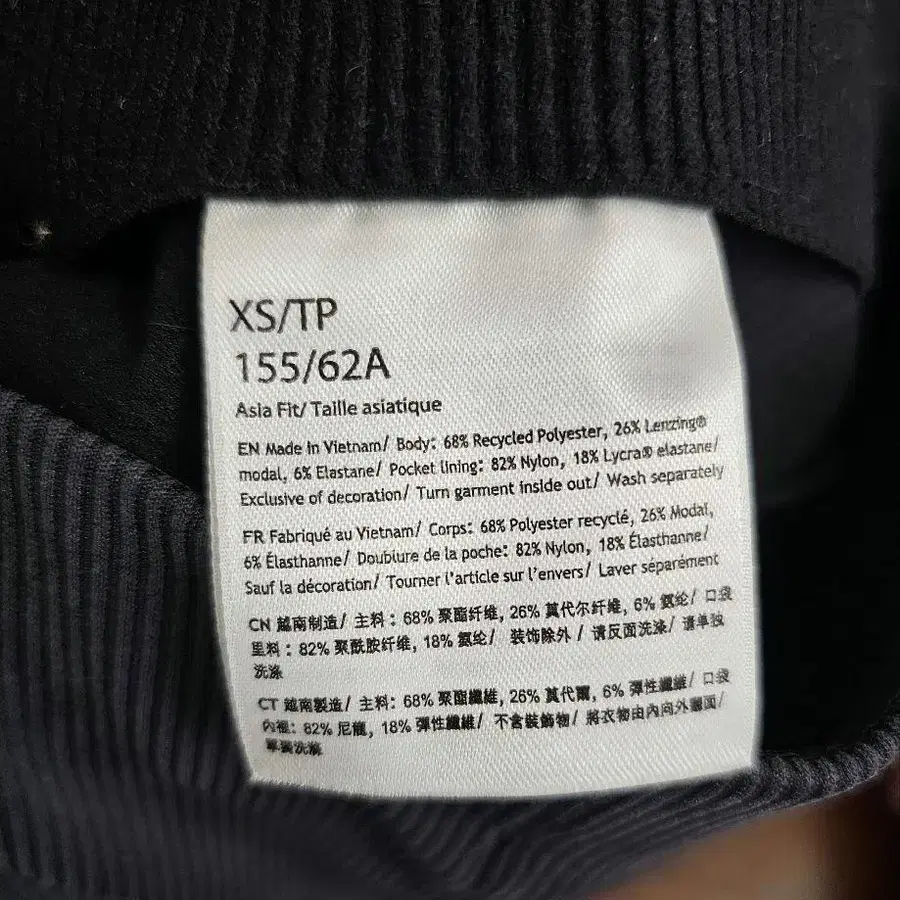 XS/TP
155/62A
Asia Fit/ Taille asiatique
EN Made in Vietnam/ Body: 68% Recycled Polyester, 26% Lenzing®
modal, 6% Elastane/ Pocket lining: 82% Nylon, 18% Lycra® elastane/
Exclusive of decoration/ Turn garment inside out/ Wash separately
FR Fabriqué au Vietnam/ Corps: 68% Polyester recyclé, 26% Modal,
6% Élasthanne/ Doublure de la poche: 82% Nylon, 18% Élasthanne/
Sauf la décoration/ Tourner l'article sur l'envers/ Laver séparément
CN 越南制造/ 主料: 68% 聚酯纤维, 26% 莫代尔纤维, 6% 氨纶/ 口袋
里料: 82% 聚酰胺纤维, 18% 氨纶/ 装饰除外/ 请反面洗涤/ 请单独
洗涤
CT 越南製造/ 主料: 68% 聚酯纖維, 26% 莫代爾, 6% 彈性纖維/ 口袋
內裡: 82% 尼龍, 18% 彈性纖維/ 不含裝飾物/ 將衣物由內向外翻面/
單獨洗滌